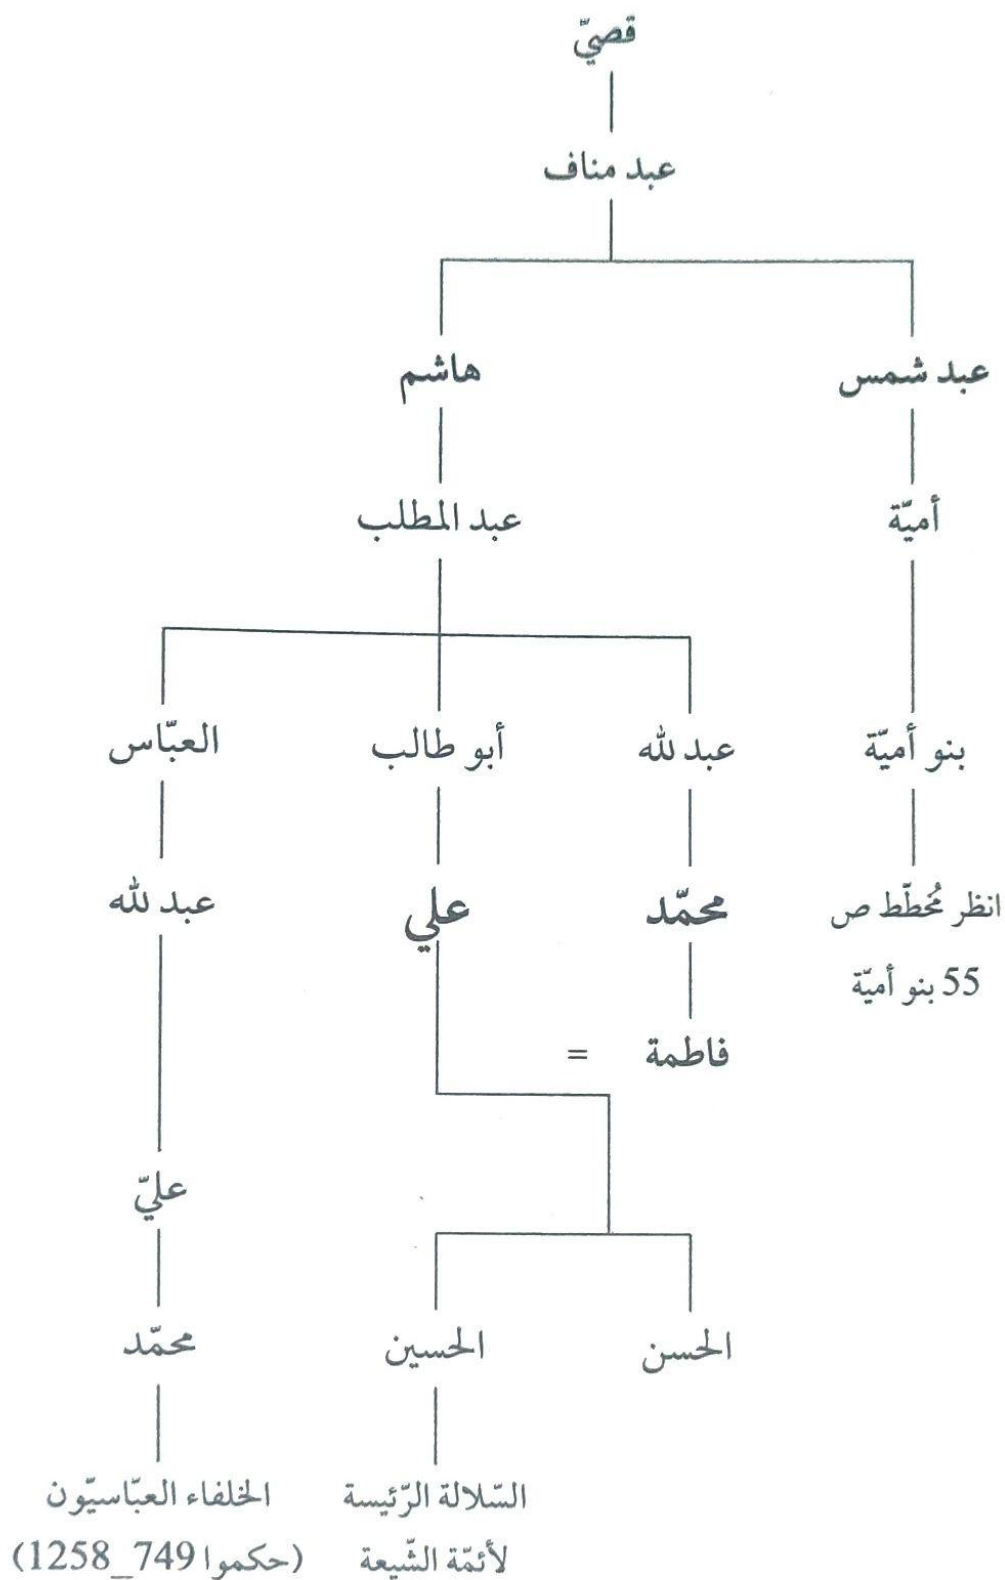 قصيّ
عبد مناف
عبد شمس
هاشم
أميّة
عبد المطلب
بنو أميّة
عبد لله
أبو طالب
العبّاس
انظر مُخطّط ص
محمّد
علي
عبد لله
55 بنو أميّة
فاطمة =
عليّ
الحسن
الحسين
محمّد
السّلالة الرّئيسة
لأئمّة الشّيعة
الخلفاء العبّاسيّون
(حكموا 749_1258)